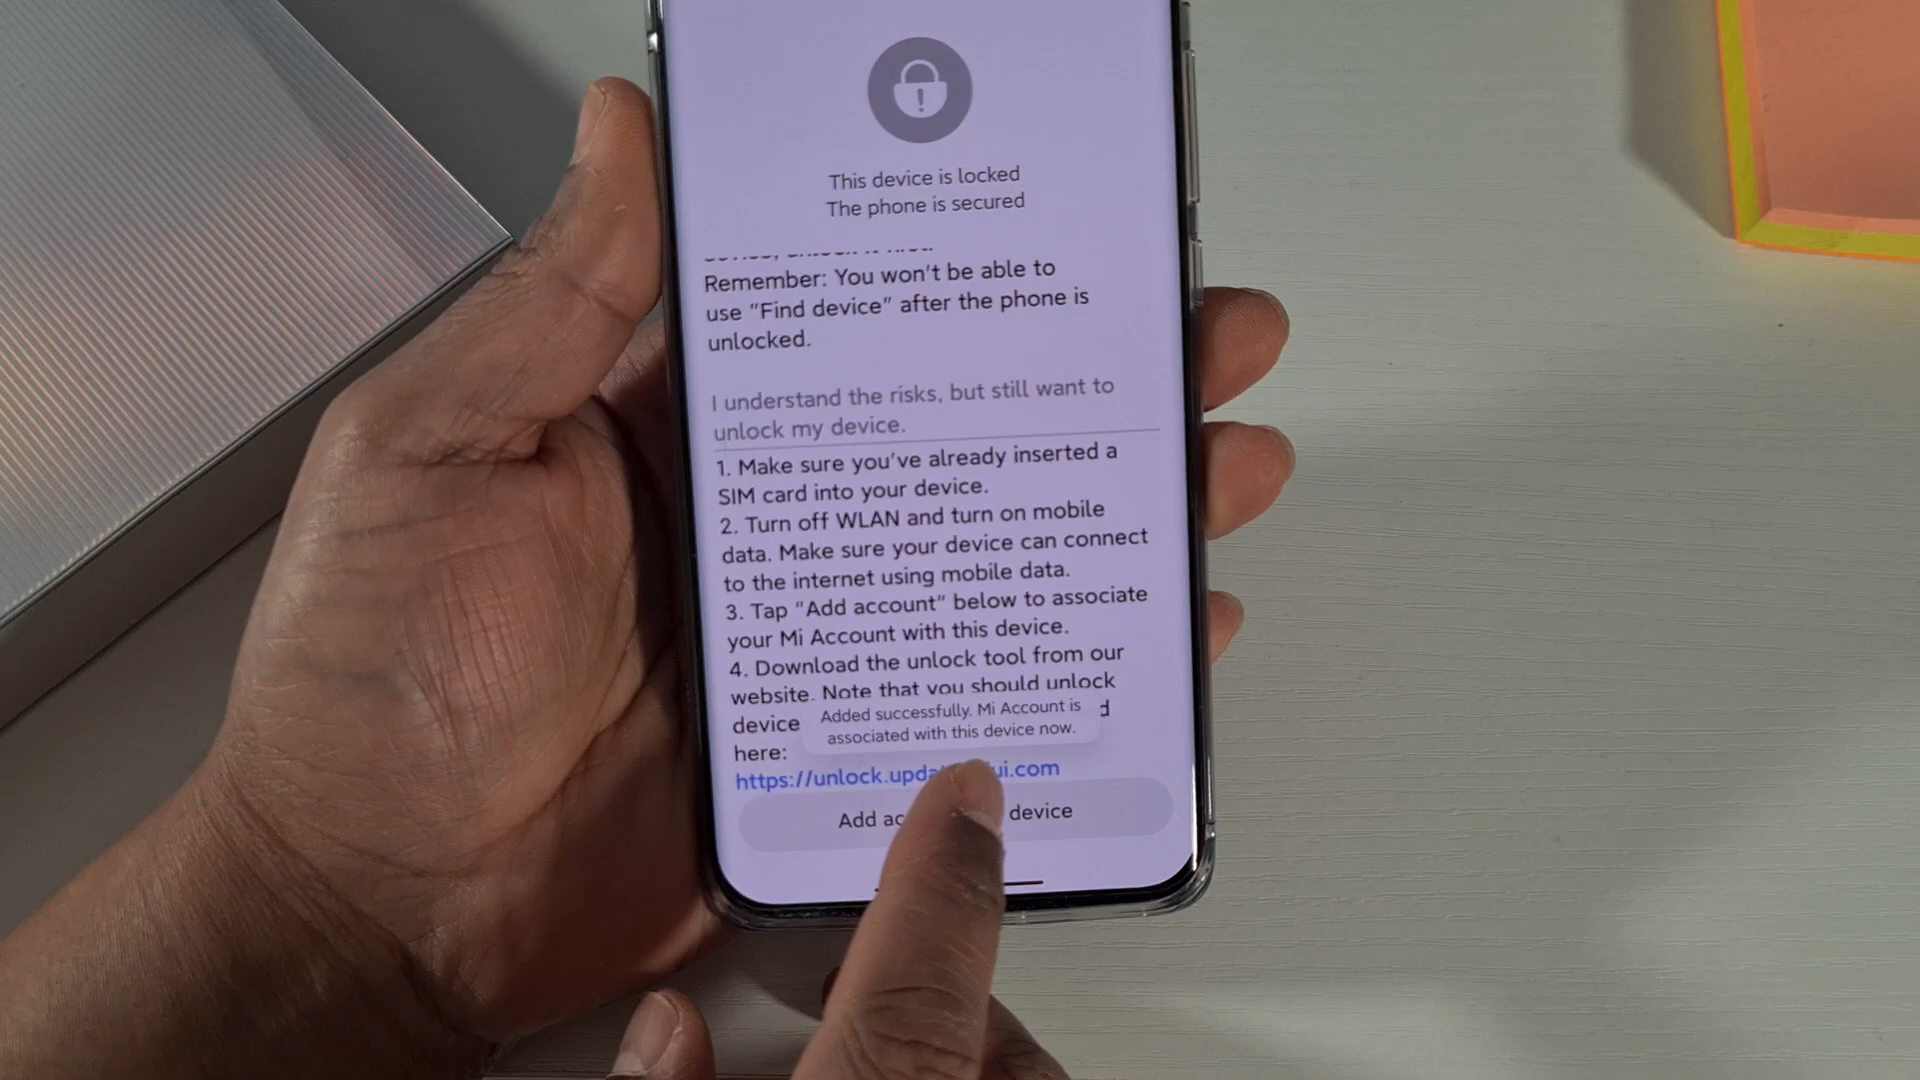 This device is locked
The phone is secured
Remember: You won't be able to
use "Find device" after the phone is
unlocked.
I understand the risks, but still want to
unlock my device.
1. Make sure you've already inserted a
SIM card into your device.
2. Turn off WLAN and turn on mobile
data. Make sure your device can connect
to the internet using mobile data.
3. Tap "Add account" below to associate
your Mi Account with this device.
4. Download the unlock tool from our
website. Note that you should unlock
device
Added successfully. Mi Account is
associated with this device now.
here:
https://unlock.upda ui.com
Add device